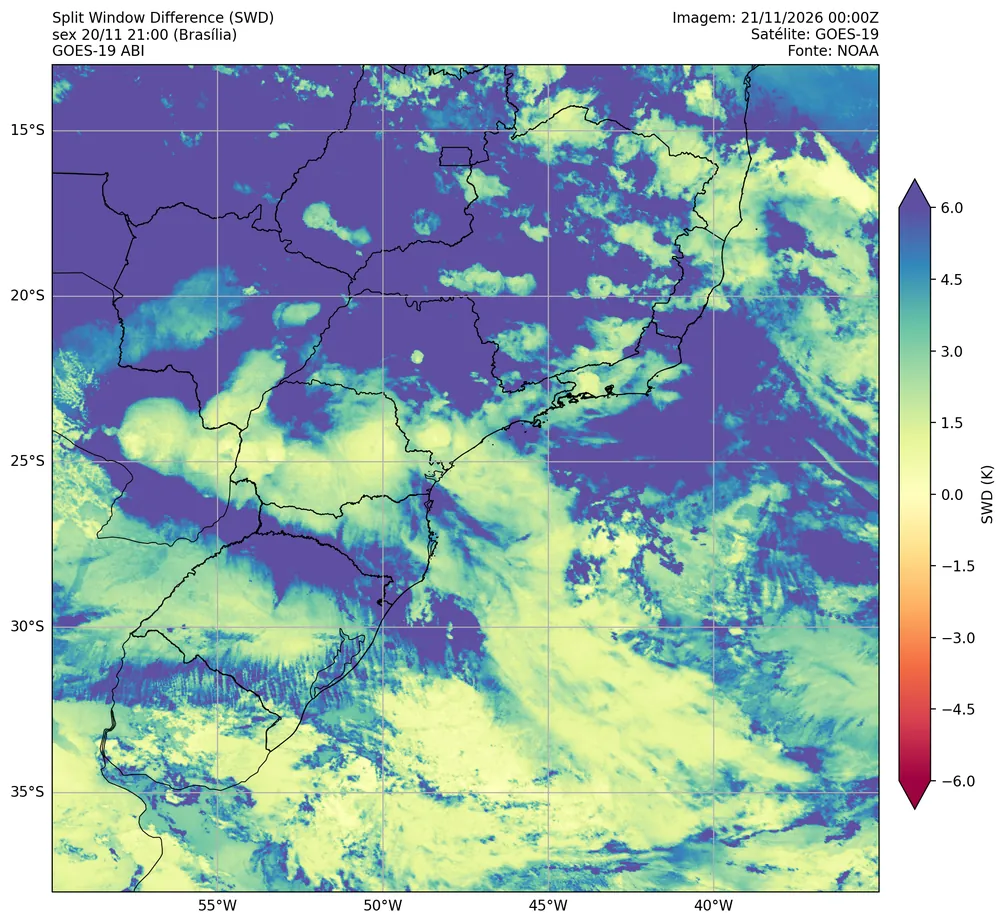 Split Window Difference (SWD)
sex 20/11 21:00 (Brasília)
GOES-19 ABI
Imagem: 21/11/2026 00:00Z
Satélite: GOES-19
Fonte: NOAA
15°S
20°S
25°S
30°S
35°S
55°W
50°W
45°W
40°W
6.0
4.5
3.0
1.5
0.0
−1.5
−3.0
−4.5
−6.0
SWD (K)